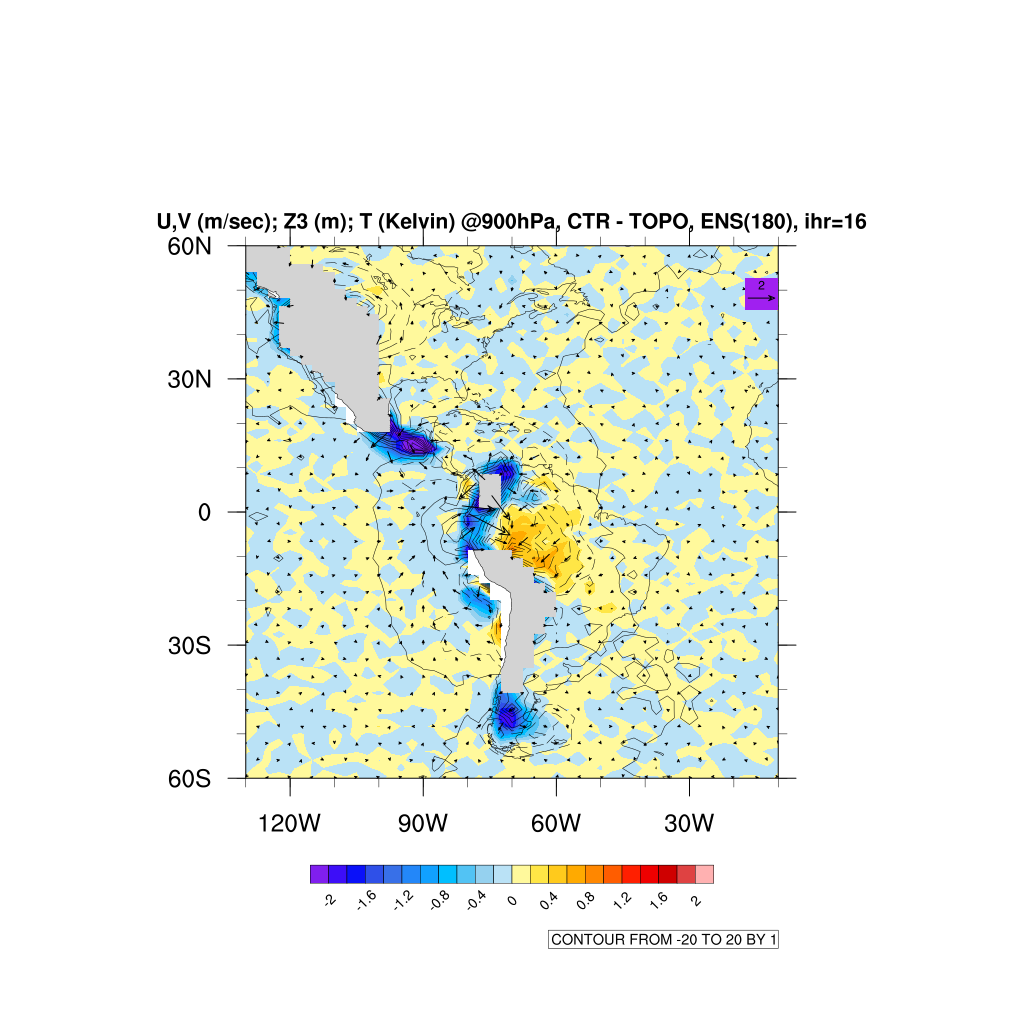 U,V (m/sec); Z3 (m); T (Kelvin) @900hPa, CTR - TOPO, ENS(180), ihr=16
60N
2
30N
0
30S
60S
120W 90W 60W 30W
-2 -1.6 -1.2 -0.8 -0.4 0 0.4 0.8 1.2 1.6 2
CONTOUR FROM -20 TO 20 BY 1